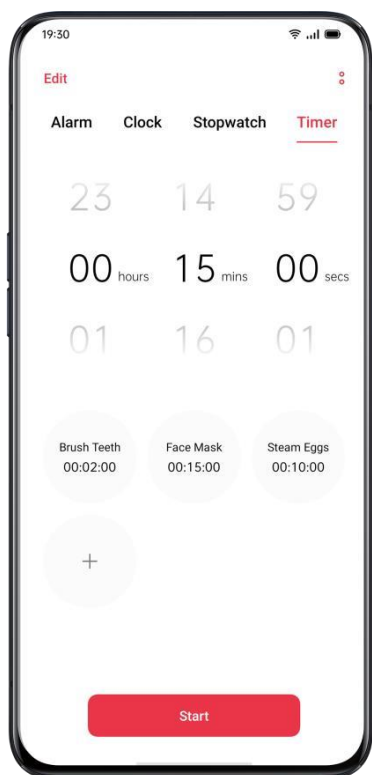 19:30
Edit
Alarm Clock Stopwatch Timer
23 14 59
00 hours 15 mins 00 secs
01 16 01
Brush Teeth Face Mask Steam Eggs
00:02:00 00:15:00 00:10:00
+
Start